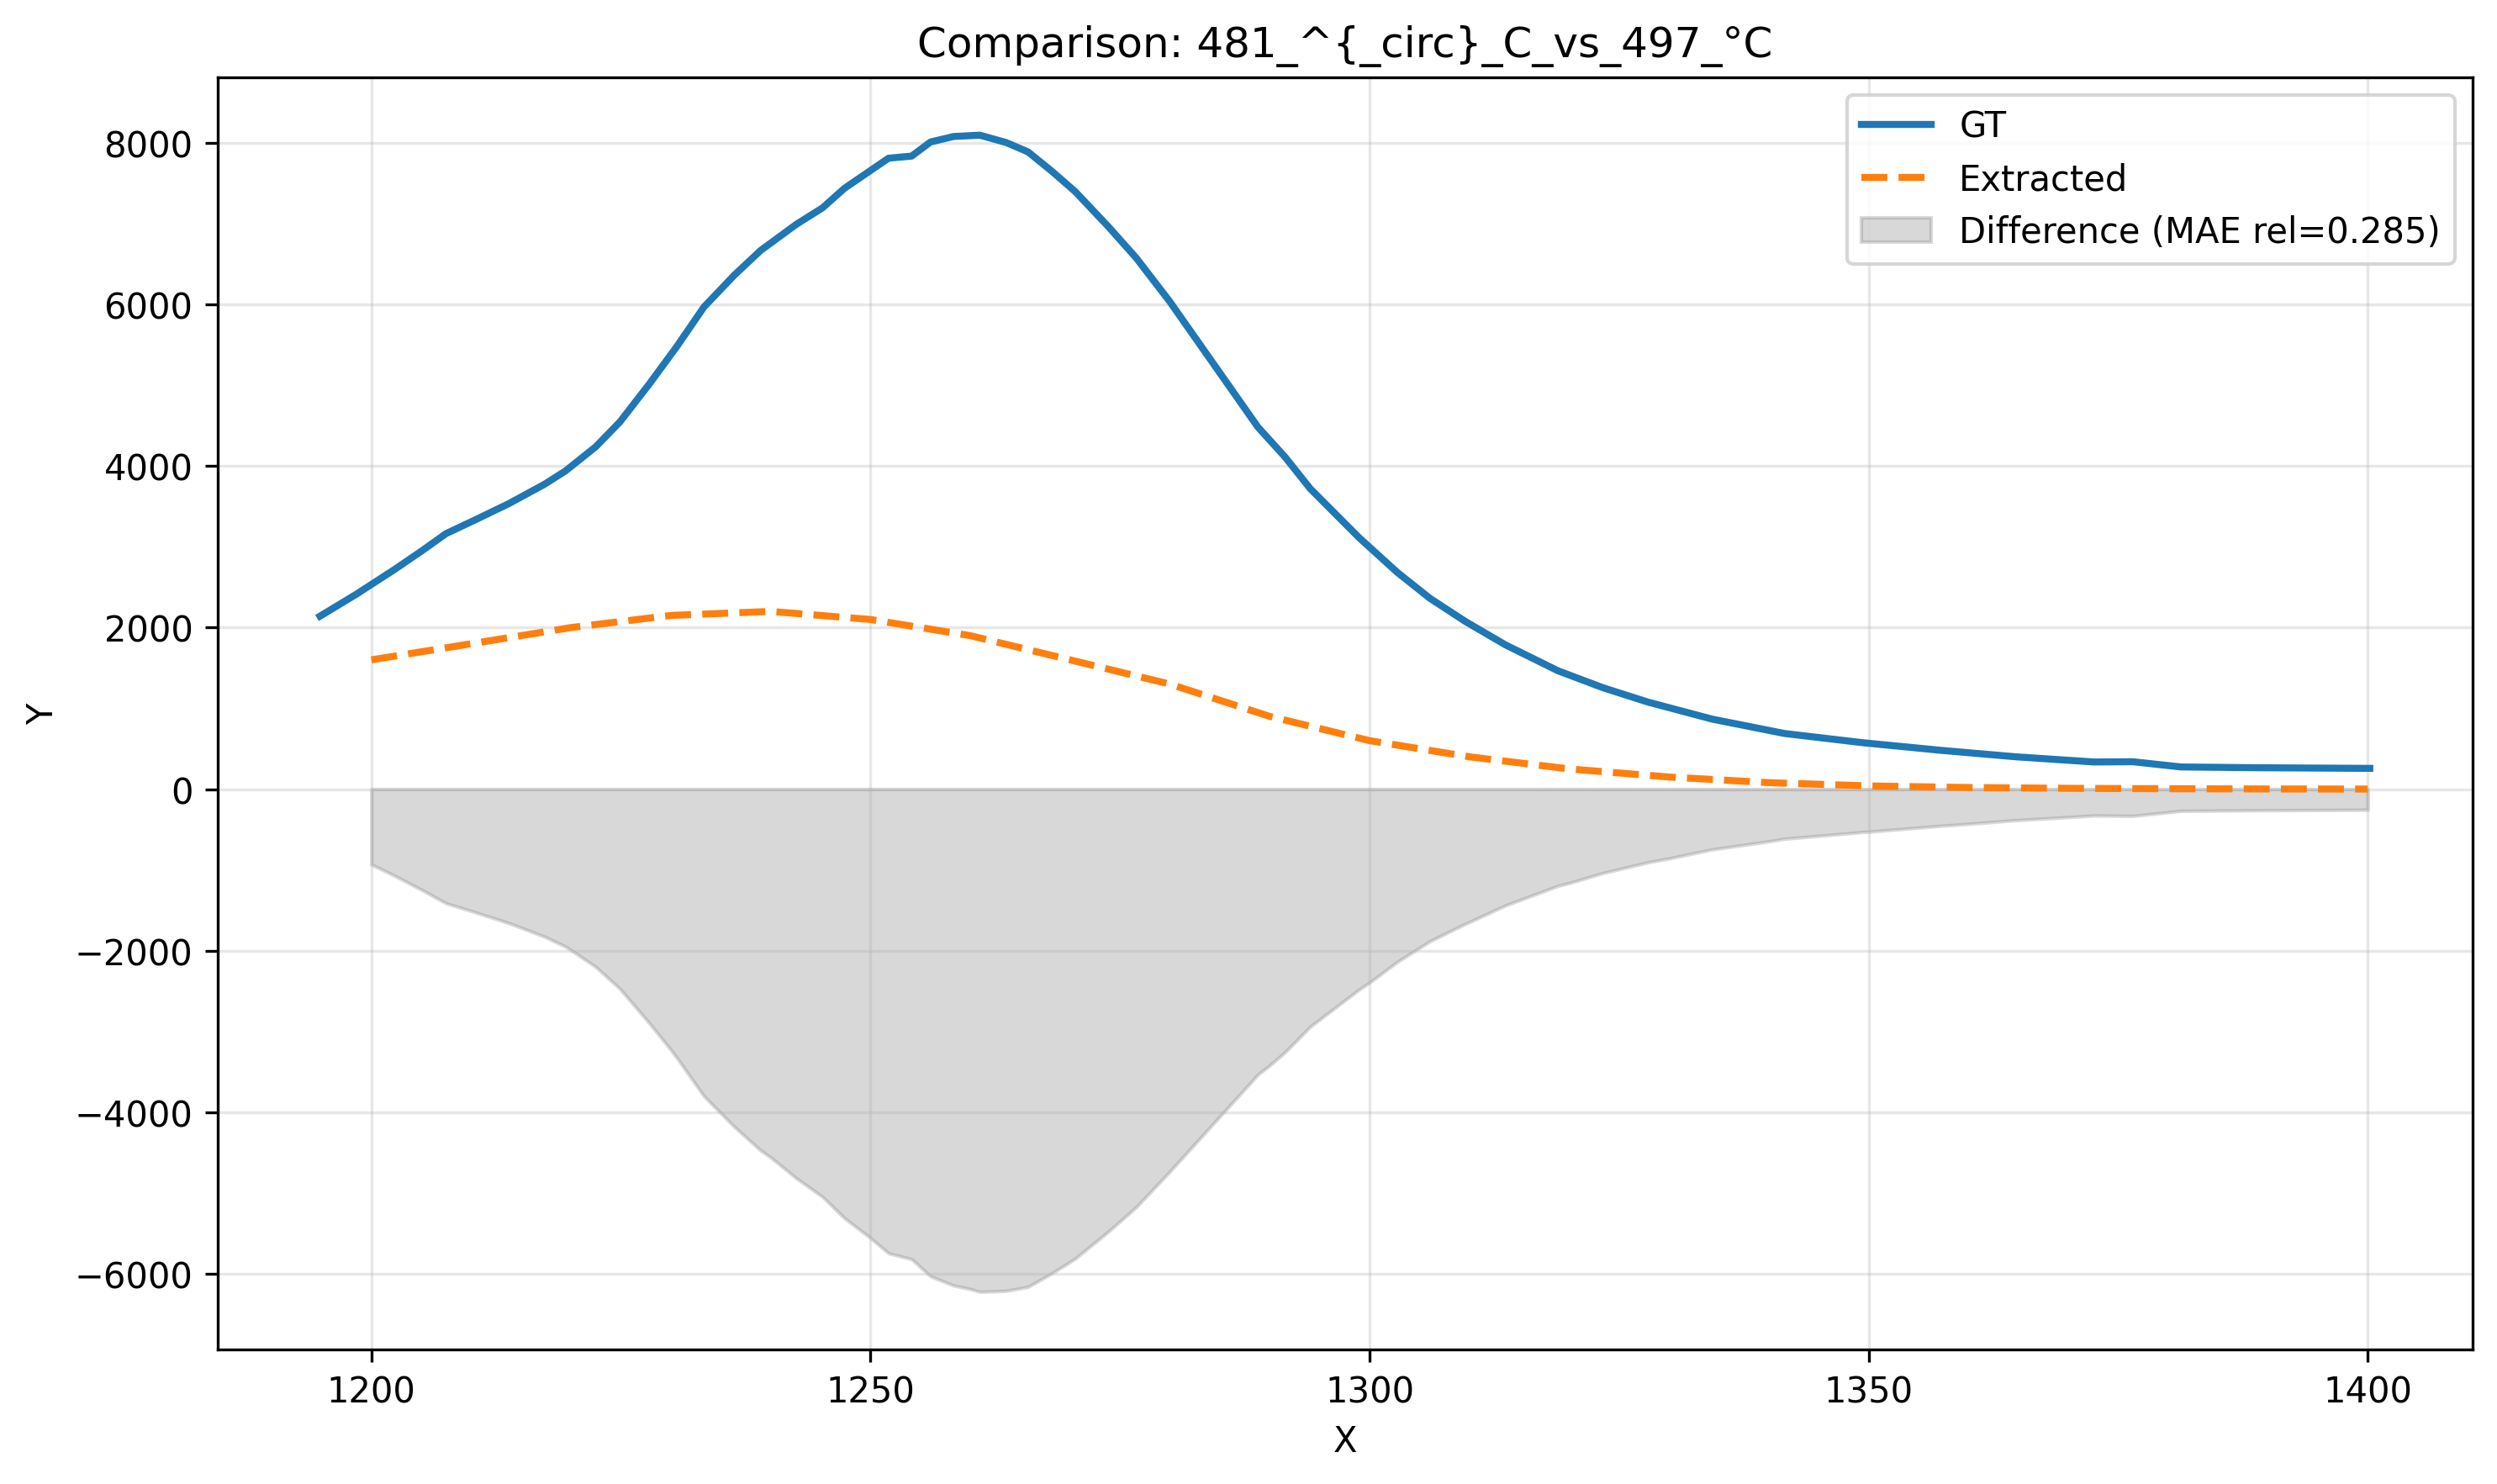 Comparison: 481_^{_circ}_C_vs_497_°C
GT
Extracted
Difference (MAE rel=0.285)
8000
6000
4000
2000
0
−2000
−4000
−6000
Y
1200
1250
1300
1350
1400
X